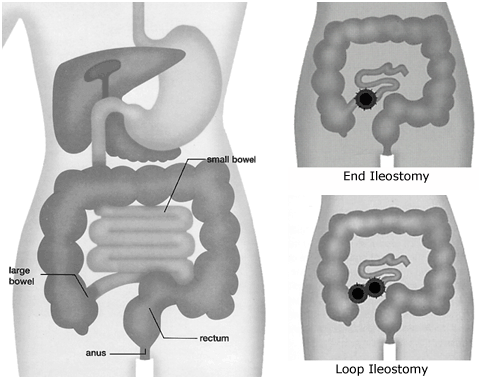 small bowel
large
bowel
rectum
anus
End Ileostomy
Loop Ileostomy